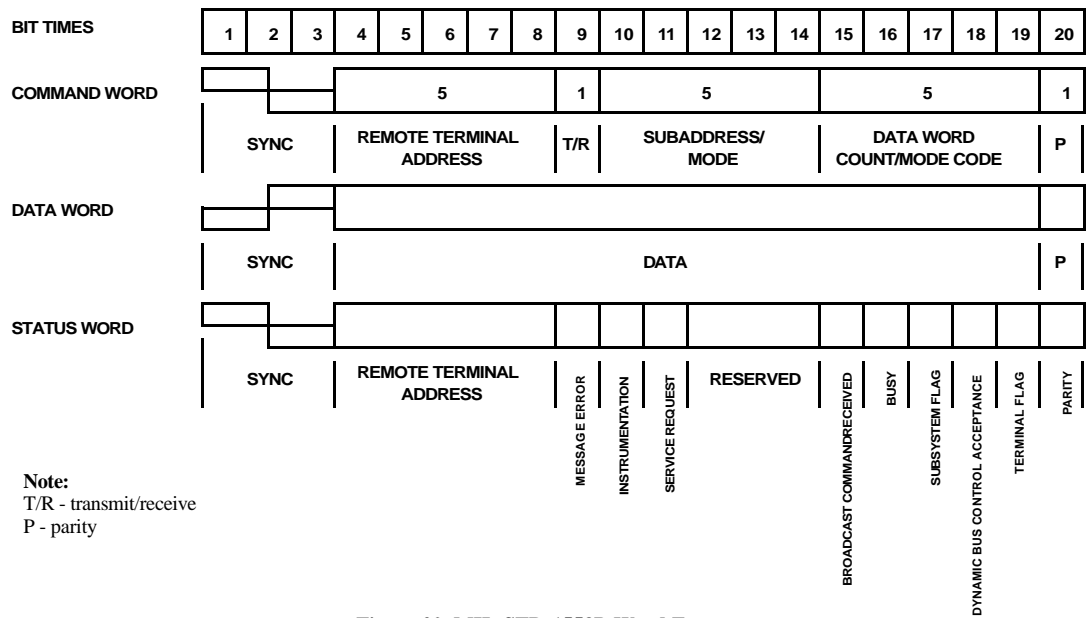 BIT TIMES 1 2 3 4 5 6 7 8 9 10 11 12 13 14 15 16 17 18 19 20
COMMAND WORD 5 1 5 5 1
SYNC REMOTE TERMINAL ADDRESS T/R SUBADDRESS/ MODE DATA WORD COUNT/MODE CODE P
DATA WORD
SYNC DATA P
STATUS WORD
SYNC REMOTE TERMINAL ADDRESS MESSAGE ERROR INSTRUMENTATION SERVICE REQUEST RESERVED BROADCAST COMMANDRECEIVED BUSY SUBSYSTEM FLAG DYNAMIC BUS CONTROL ACCEPTANCE TERMINAL FLAG PARITY
Note:
T/R - transmit/receive
P - parity